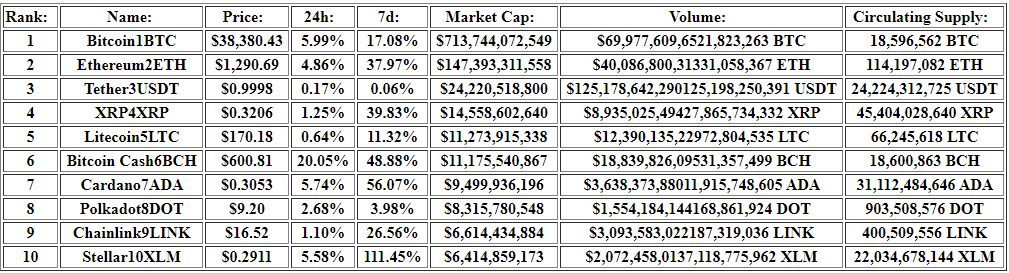 Rank: Name: Price: 24h: 7d: Market Cap: Volume: Circulating Supply:
1 Bitcoin1BTC $38,380.43 5.99% 17.08% $713,744,072,549 $69,977,609,6521,823,263 BTC 18,596,562 BTC
2 Ethereum2ETH $1,290.69 4.86% 37.97% $147,393,311,558 $40,086,800,31331,058,367 ETH 114,197,082 ETH
3 Tether3USDT $0.9998 0.17% 0.06% $24,220,518,800 $125,178,642,290125,198,250,391 USDT 24,224,312,725 USDT
4 XRP4XRP $0.3206 1.25% 39.83% $14,558,602,640 $8,935,025,49427,865,734,332 XRP 45,404,028,640 XRP
5 Litecoin5LTC $170.18 0.64% 11.32% $11,273,915,338 $12,390,135,22972,804,535 LTC 66,245,618 LTC
6 Bitcoin Cash6BCH $600.81 20.05% 48.88% $11,175,540,867 $18,839,826,09531,357,499 BCH 18,600,863 BCH
7 Cardano7ADA $0.3053 5.74% 56.07% $9,499,936,196 $3,638,373,88011,915,748,605 ADA 31,112,484,646 ADA
8 Polkadot8DOT $9.20 2.68% 3.98% $8,315,780,548 $1,554,184,144168,861,924 DOT 903,508,576 DOT
9 Chainlink9LINK $16.52 1.10% 26.56% $6,614,434,884 $3,093,583,022187,319,036 LINK 400,509,556 LINK
10 Stellar10XLM $0.2911 5.58% 111.45% $6,414,859,173 $2,072,458,0137,118,775,962 XLM 22,034,678,144 XLM